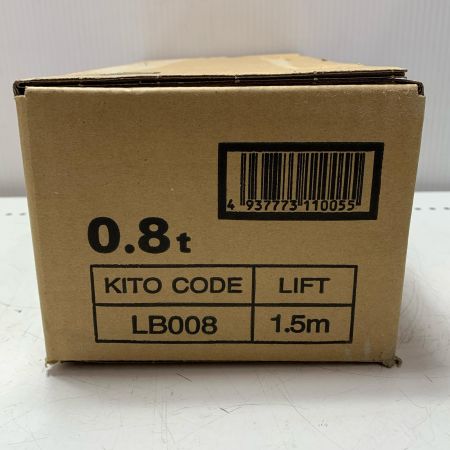 4 937773 110055
0.8t
KITO CODE LIFT
LB008 1.5m